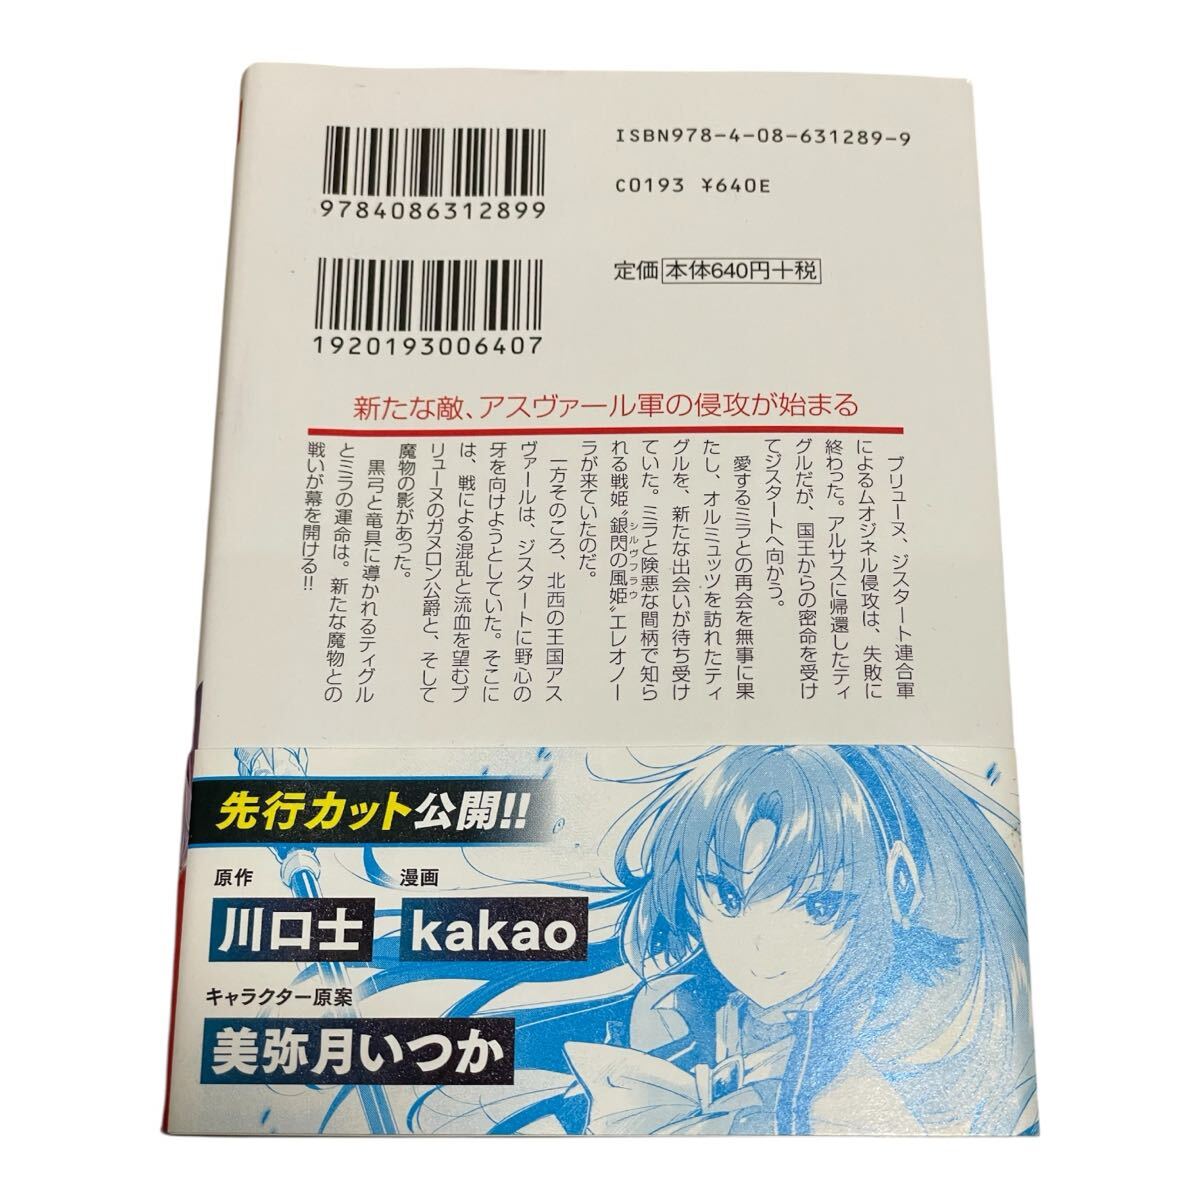 ISBN978-4-08-631289-9
C0193 ¥640E
9784086312899
定価 本体640円+税
1920193006407
新たな敵、アスヴァール軍の侵攻が始まる
ブリューヌ、ジスタート連合軍
によるムオジネル侵攻は、失敗に
終わった。アルサスに帰還したティ
グルだが、国王からの密命を受け
てジスタートへ向かう。
愛するミラとの再会を無事に果
たし、オルミュッツを訪れたティ
グルを、新たな出会いが待ち受け
ていた。ミラと険悪な間柄で知ら
れる戦姫〝銀閃の風姫〟エレオノー
シルヴフラウ
ラが来ていたのだ。
一方そのころ、北西の王国アス
ヴァールは、ジスタートに野心の
牙を向けようとしていた。そこに
は、戦による混乱と流血を望むブ
リューヌのガヌロン公爵と、そして
魔物の影があった。
黒弓と竜具に導かれるティグル
とミラの運命は。新たな魔物との
戦いが幕を開ける!!
先行カット公開!!
原作 漫画
川口士 kakao
キャラクター原案
美弥月いつか